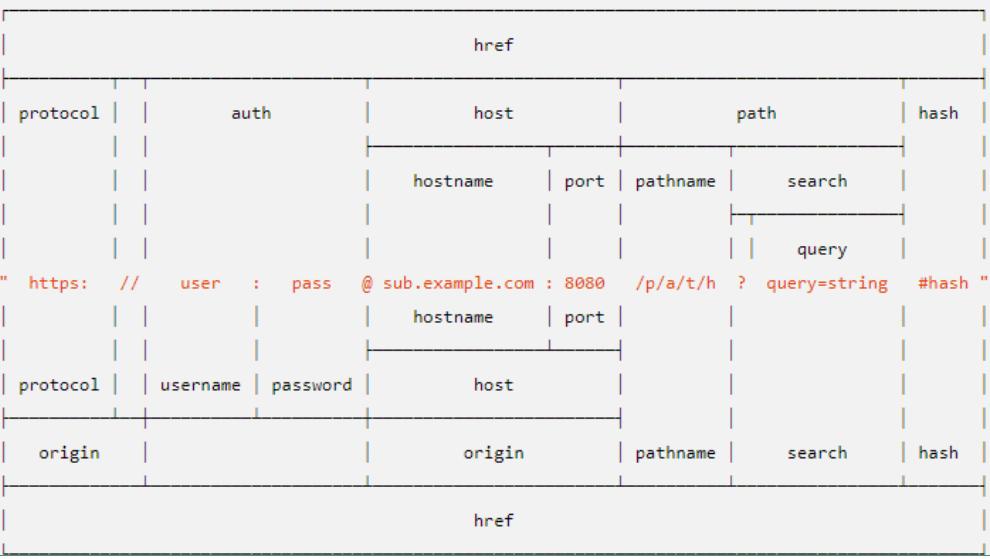 href
protocol auth host path hash
hostname port pathname search
query
" https: // user : pass @ sub.example.com : 8080 /p/a/t/h ? query=string #hash "
hostname port
protocol username password host
origin origin pathname search hash
href